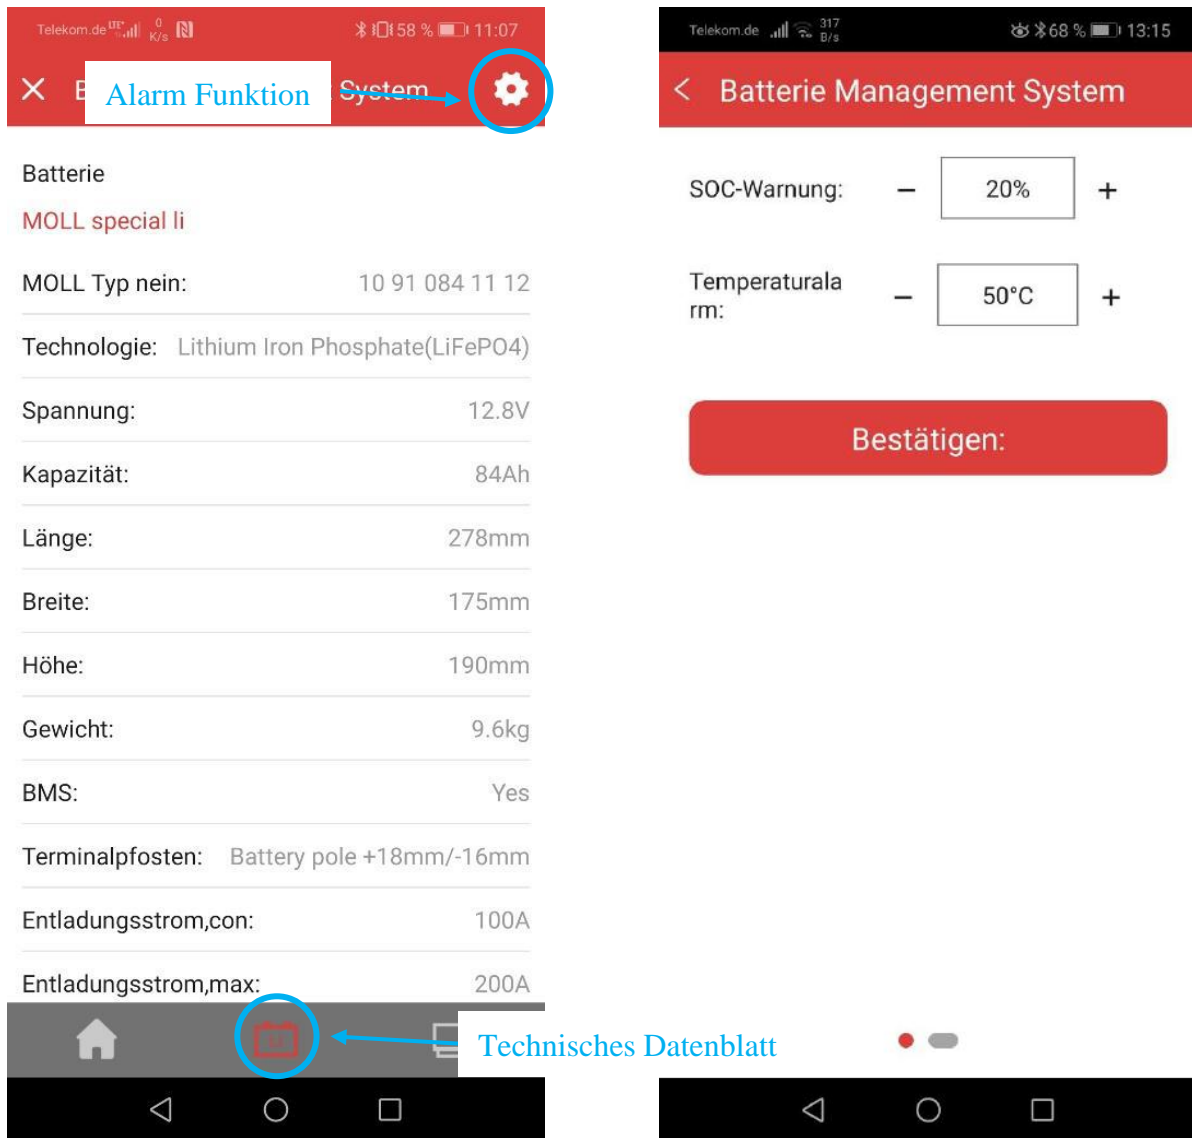 Telekom.de LTE 0 K/s 58 % 11:07
Alarm Funktion
System
Batterie
MOLL special li
MOLL Typ nein: 10 91 084 11 12
Technologie: Lithium Iron Phosphate(LiFePO4)
Spannung: 12.8V
Kapazität: 84Ah
Länge: 278mm
Breite: 175mm
Höhe: 190mm
Gewicht: 9.6kg
BMS: Yes
Terminalpfosten: Battery pole +18mm/-16mm
Entladungsstrom,con: 100A
Entladungsstrom,max: 200A
Technisches Datenblatt
Telekom.de 317 B/s 68 % 13:15
Batterie Management System
SOC-Warnung: − 20% +
Temperaturala
rm: − 50°C +
Bestätigen: